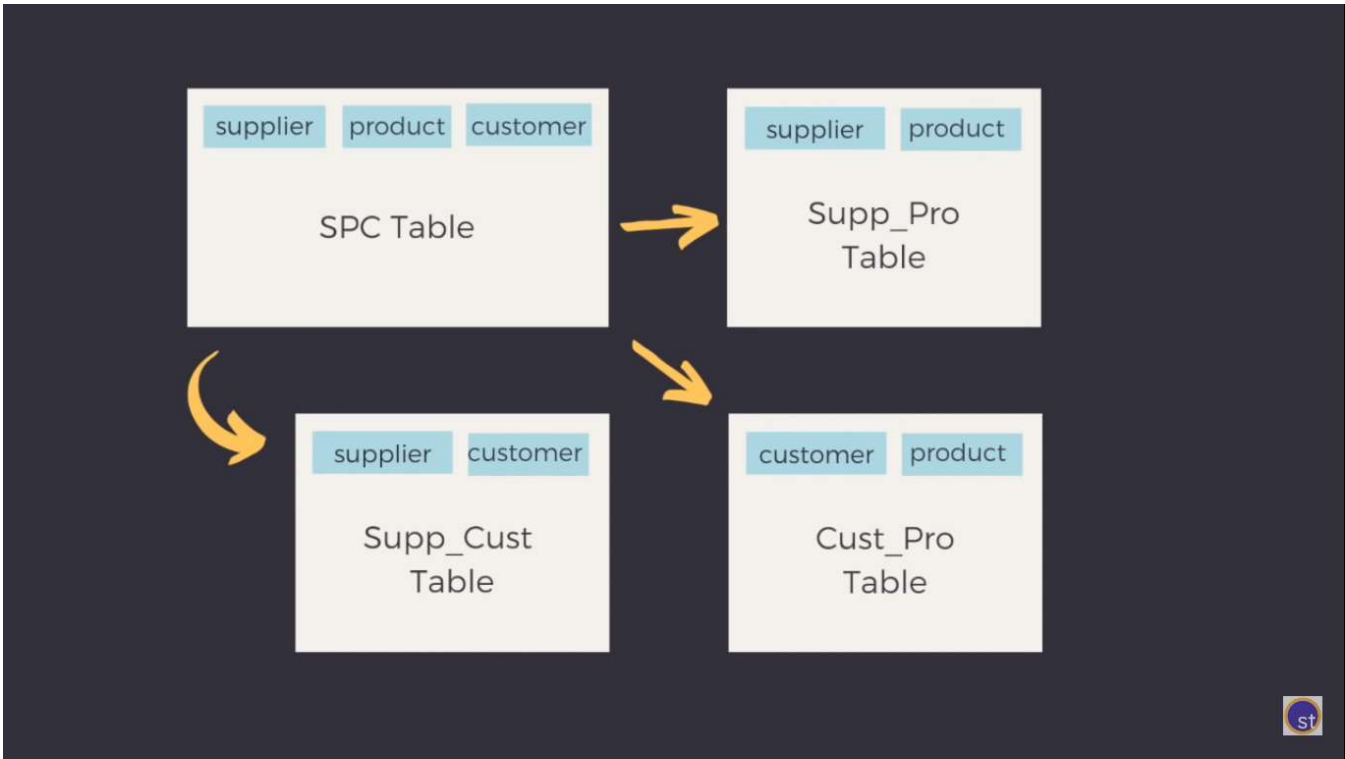 supplier product customer
SPC Table
supplier product
Supp_Pro
Table
supplier customer
Supp_Cust
Table
customer product
Cust_Pro
Table
st